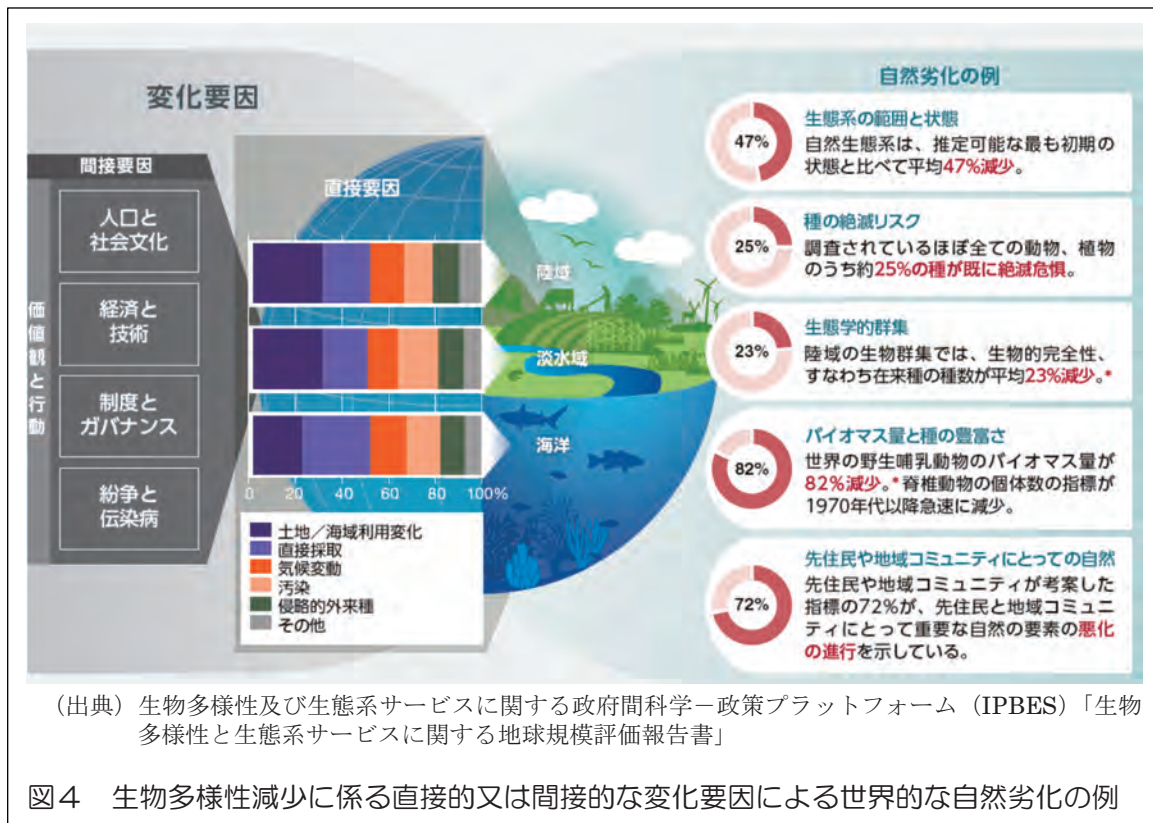 変化要因
間接要因
人口と
社会文化
経済と
技術
制度と
ガバナンス
紛争と
伝染病
価値観と行動
直接要因
陸域
淡水域
海洋
0 20 40 60 80 100%
土地／海域利用変化
直接採取
気候変動
汚染
侵略的外来種
その他
自然劣化の例
47%
生態系の範囲と状態
自然生態系は、推定可能な最も初期の
状態と比べて平均47%減少。
25%
種の絶滅リスク
調査されているほぼ全ての動物、植物
のうち約25%の種が既に絶滅危惧。
23%
生態学的群集
陸域の生物群集では、生物的完全性、
すなわち在来種の種数が平均23%減少。*
82%
バイオマス量と種の豊富さ
世界の野生哺乳動物のバイオマス量が
82%減少。*脊椎動物の個体数の指標が
1970年代以降急速に減少。
72%
先住民や地域コミュニティにとっての自然
先住民や地域コミュニティが考案した
指標の72%が、先住民と地域コミュニ
ティにとって重要な自然の要素の悪化
の進行を示している。
（出典）生物多様性及び生態系サービスに関する政府間科学－政策プラットフォーム（IPBES）「生物
多様性と生態系サービスに関する地球規模評価報告書」
図４　生物多様性減少に係る直接的又は間接的な変化要因による世界的な自然劣化の例